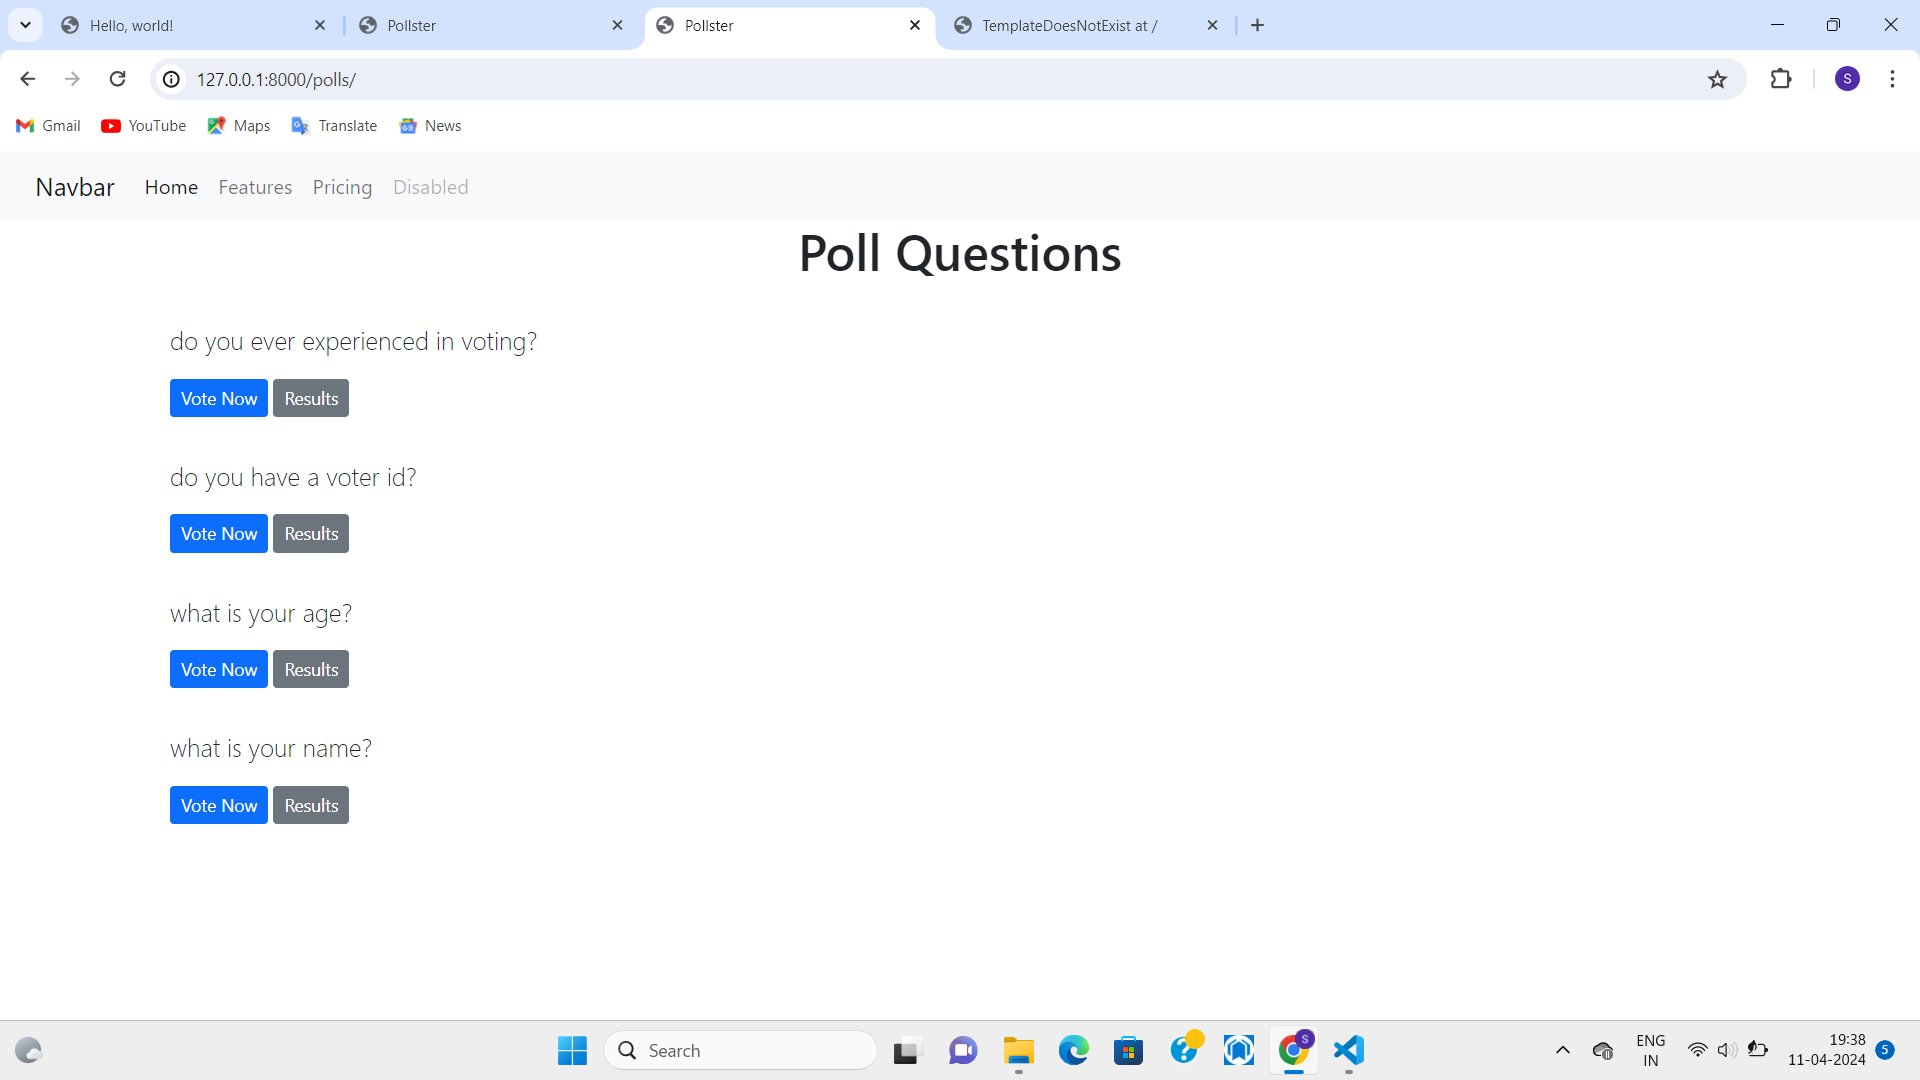 Hello, world!
Pollster
Pollster
TemplateDoesNotExist at /
127.0.0.1:8000/polls/
S
Gmail
YouTube
Maps
Translate
News
Navbar Home Features Pricing Disabled
Poll Questions
do you ever experienced in voting?
Vote Now Results
do you have a voter id?
Vote Now Results
what is your age?
Vote Now Results
what is your name?
Vote Now Results
Search
S
ENG
IN
19:38
11-04-2024
5